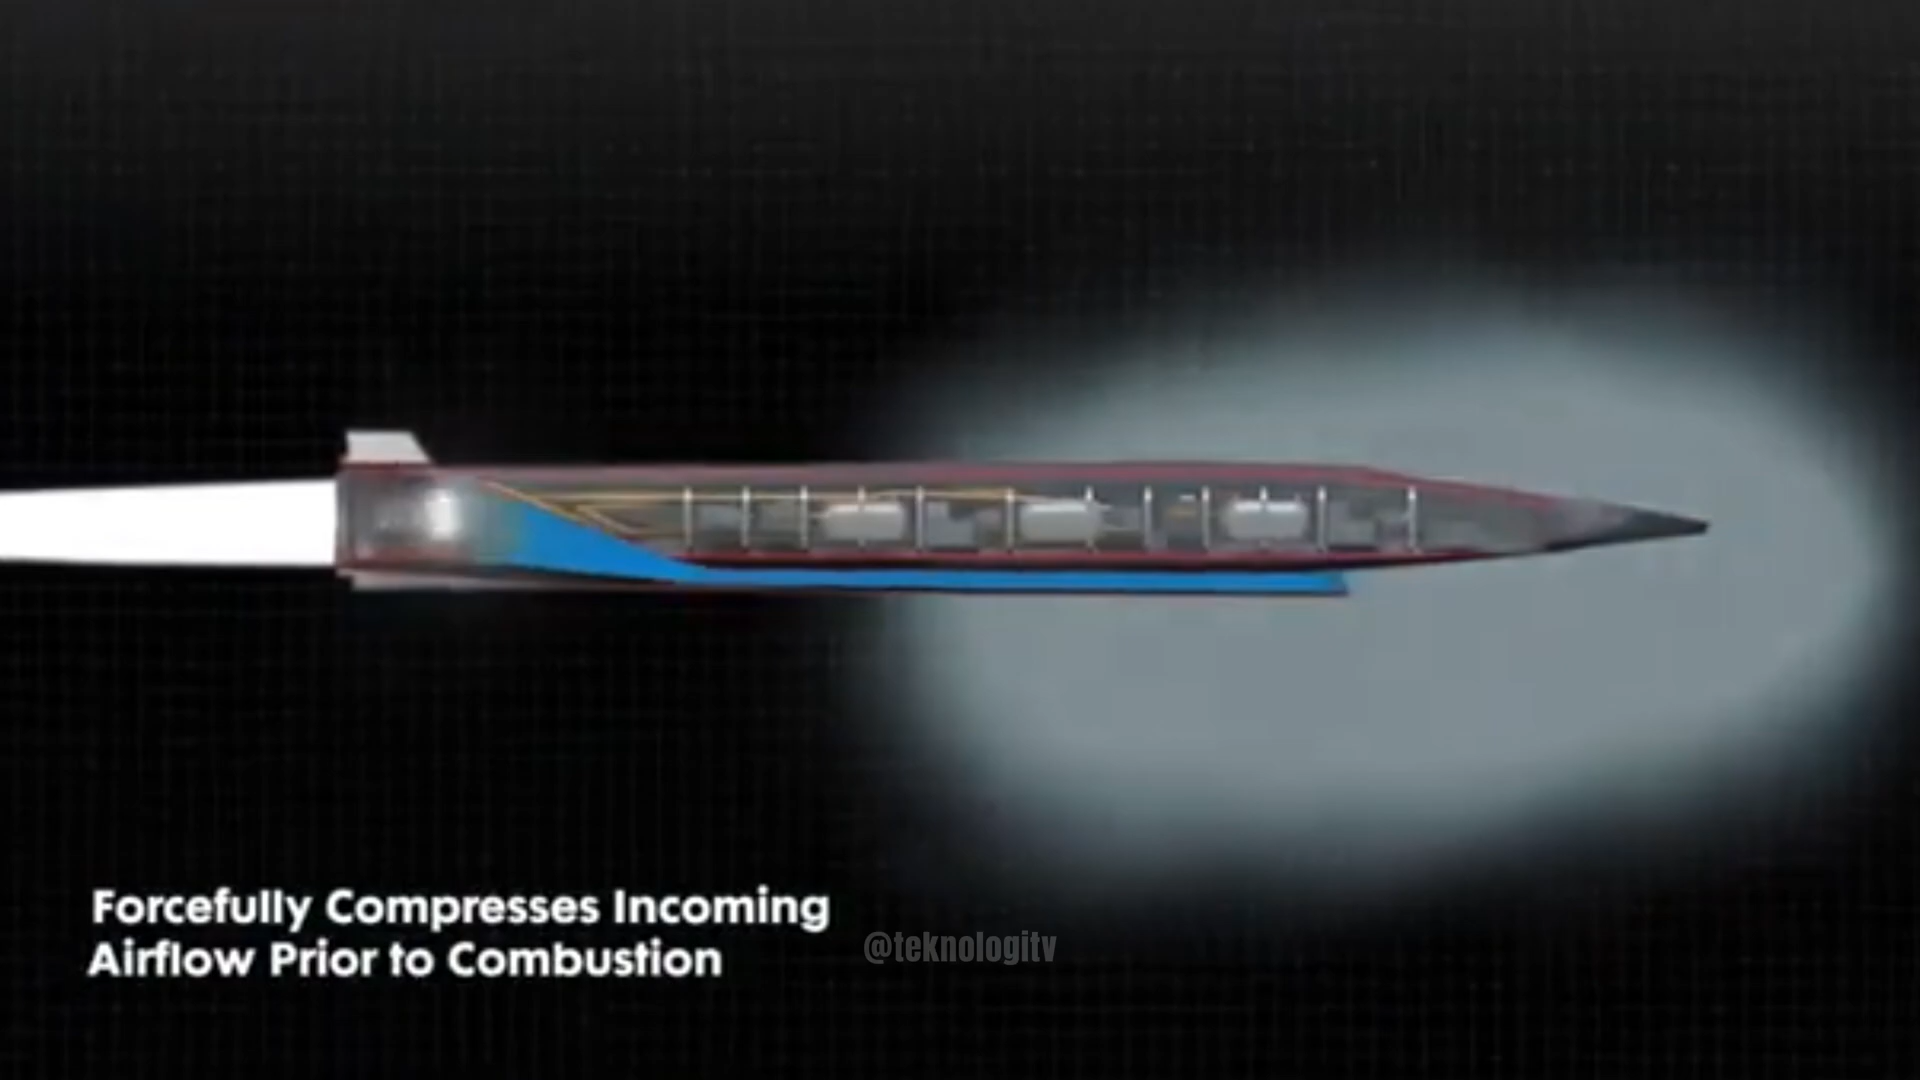 Forcefully Compresses Incoming
Airflow Prior to Combustion
@teknologitv